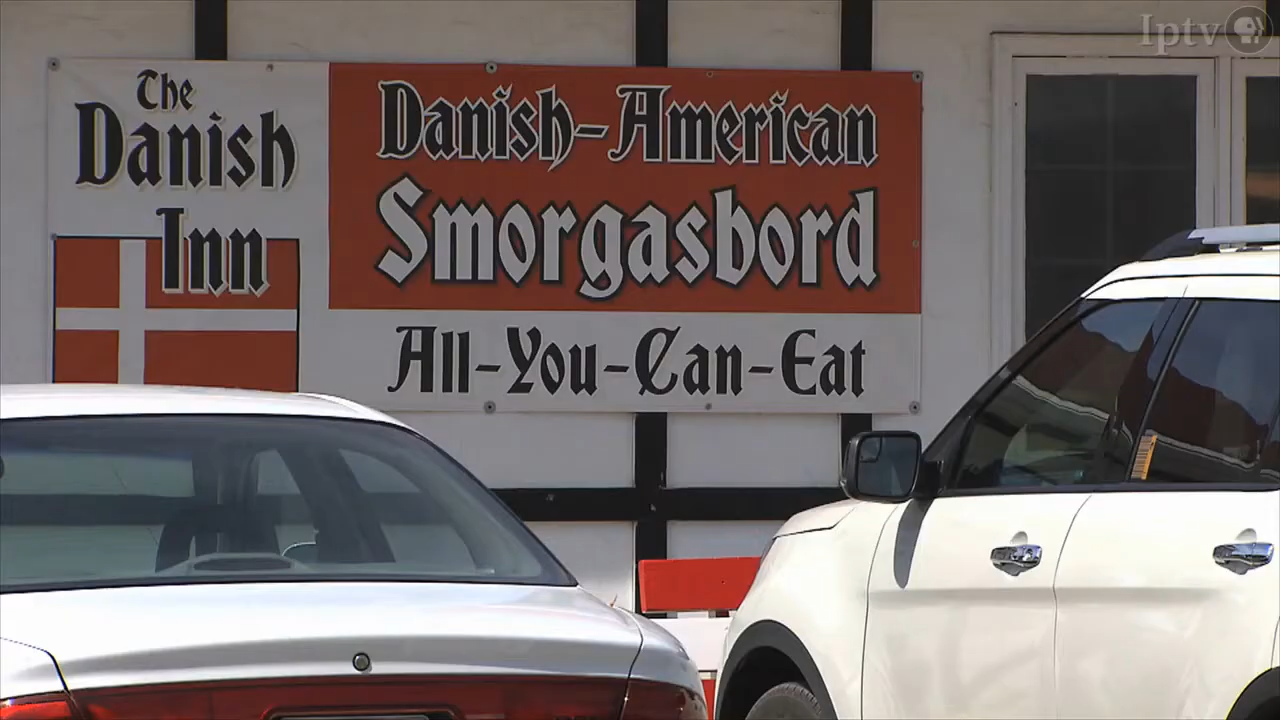 Iptv
The
Danish
Inn
Danish-American
Smorgasbord
All-You-Can-Eat